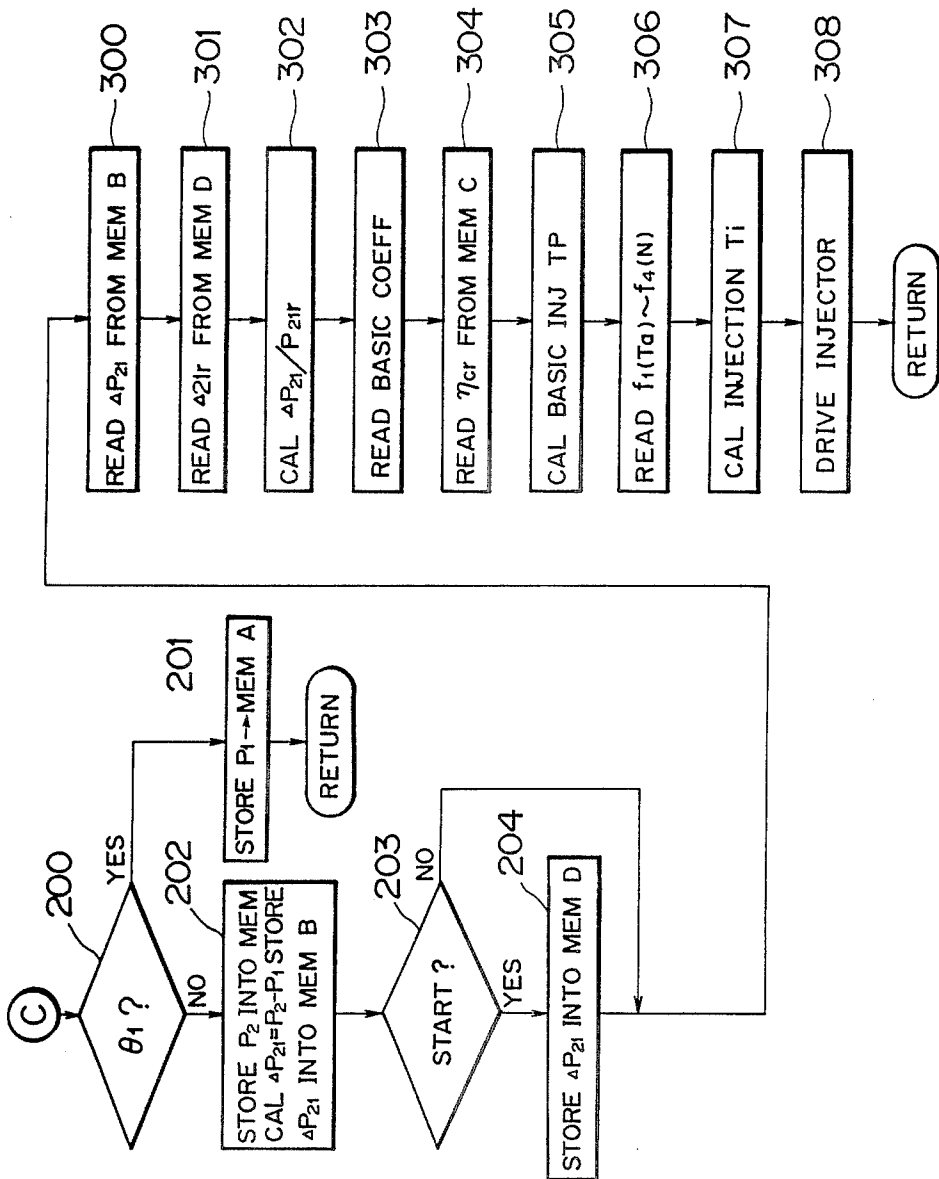 C
θ1 ?
200
YES
NO
201
STORE P1→MEM A
RETURN
202
STORE P2 INTO MEM
CAL ΔP21=P2-P1 STORE
ΔP21 INTO MEM B
START ?
203
NO
YES
204
STORE ΔP21 INTO MEM D
READ ΔP21 FROM MEM B
300
READ Δ21r FROM MEM D
301
CAL ΔP21/P21r
302
READ BASIC COEFF
303
READ ηcr FROM MEM C
304
CAL BASIC INJ TP
305
READ f1(Ta)~f4(N)
306
CAL INJECTION Ti
307
DRIVE INJECTOR
308
RETURN